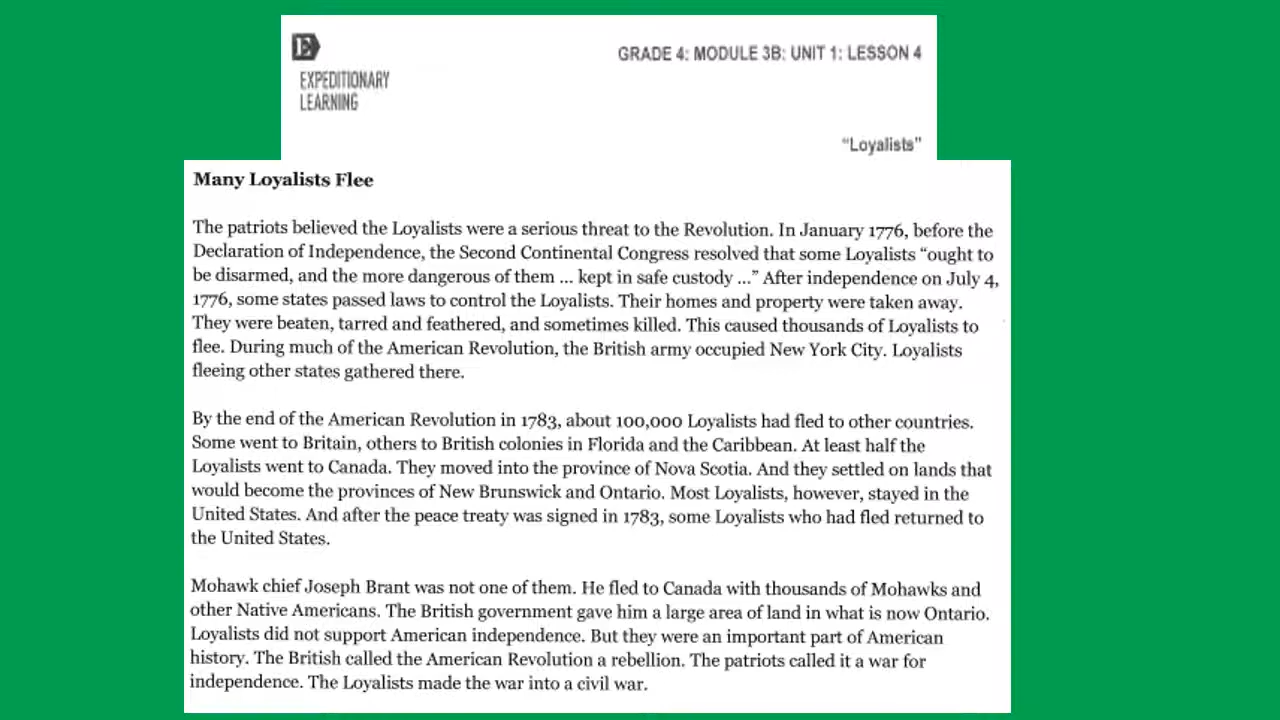 E
EXPEDITIONARY
LEARNING
GRADE 4: MODULE 3B: UNIT 1: LESSON 4
“Loyalists”
Many Loyalists Flee
The patriots believed the Loyalists were a serious threat to the Revolution. In January 1776, before the
Declaration of Independence, the Second Continental Congress resolved that some Loyalists “ought to
be disarmed, and the more dangerous of them ... kept in safe custody ...” After independence on July 4,
1776, some states passed laws to control the Loyalists. Their homes and property were taken away.
They were beaten, tarred and feathered, and sometimes killed. This caused thousands of Loyalists to
flee. During much of the American Revolution, the British army occupied New York City. Loyalists
fleeing other states gathered there.
By the end of the American Revolution in 1783, about 100,000 Loyalists had fled to other countries.
Some went to Britain, others to British colonies in Florida and the Caribbean. At least half the
Loyalists went to Canada. They moved into the province of Nova Scotia. And they settled on lands that
would become the provinces of New Brunswick and Ontario. Most Loyalists, however, stayed in the
United States. And after the peace treaty was signed in 1783, some Loyalists who had fled returned to
the United States.
Mohawk chief Joseph Brant was not one of them. He fled to Canada with thousands of Mohawks and
other Native Americans. The British government gave him a large area of land in what is now Ontario.
Loyalists did not support American independence. But they were an important part of American
history. The British called the American Revolution a rebellion. The patriots called it a war for
independence. The Loyalists made the war into a civil war.